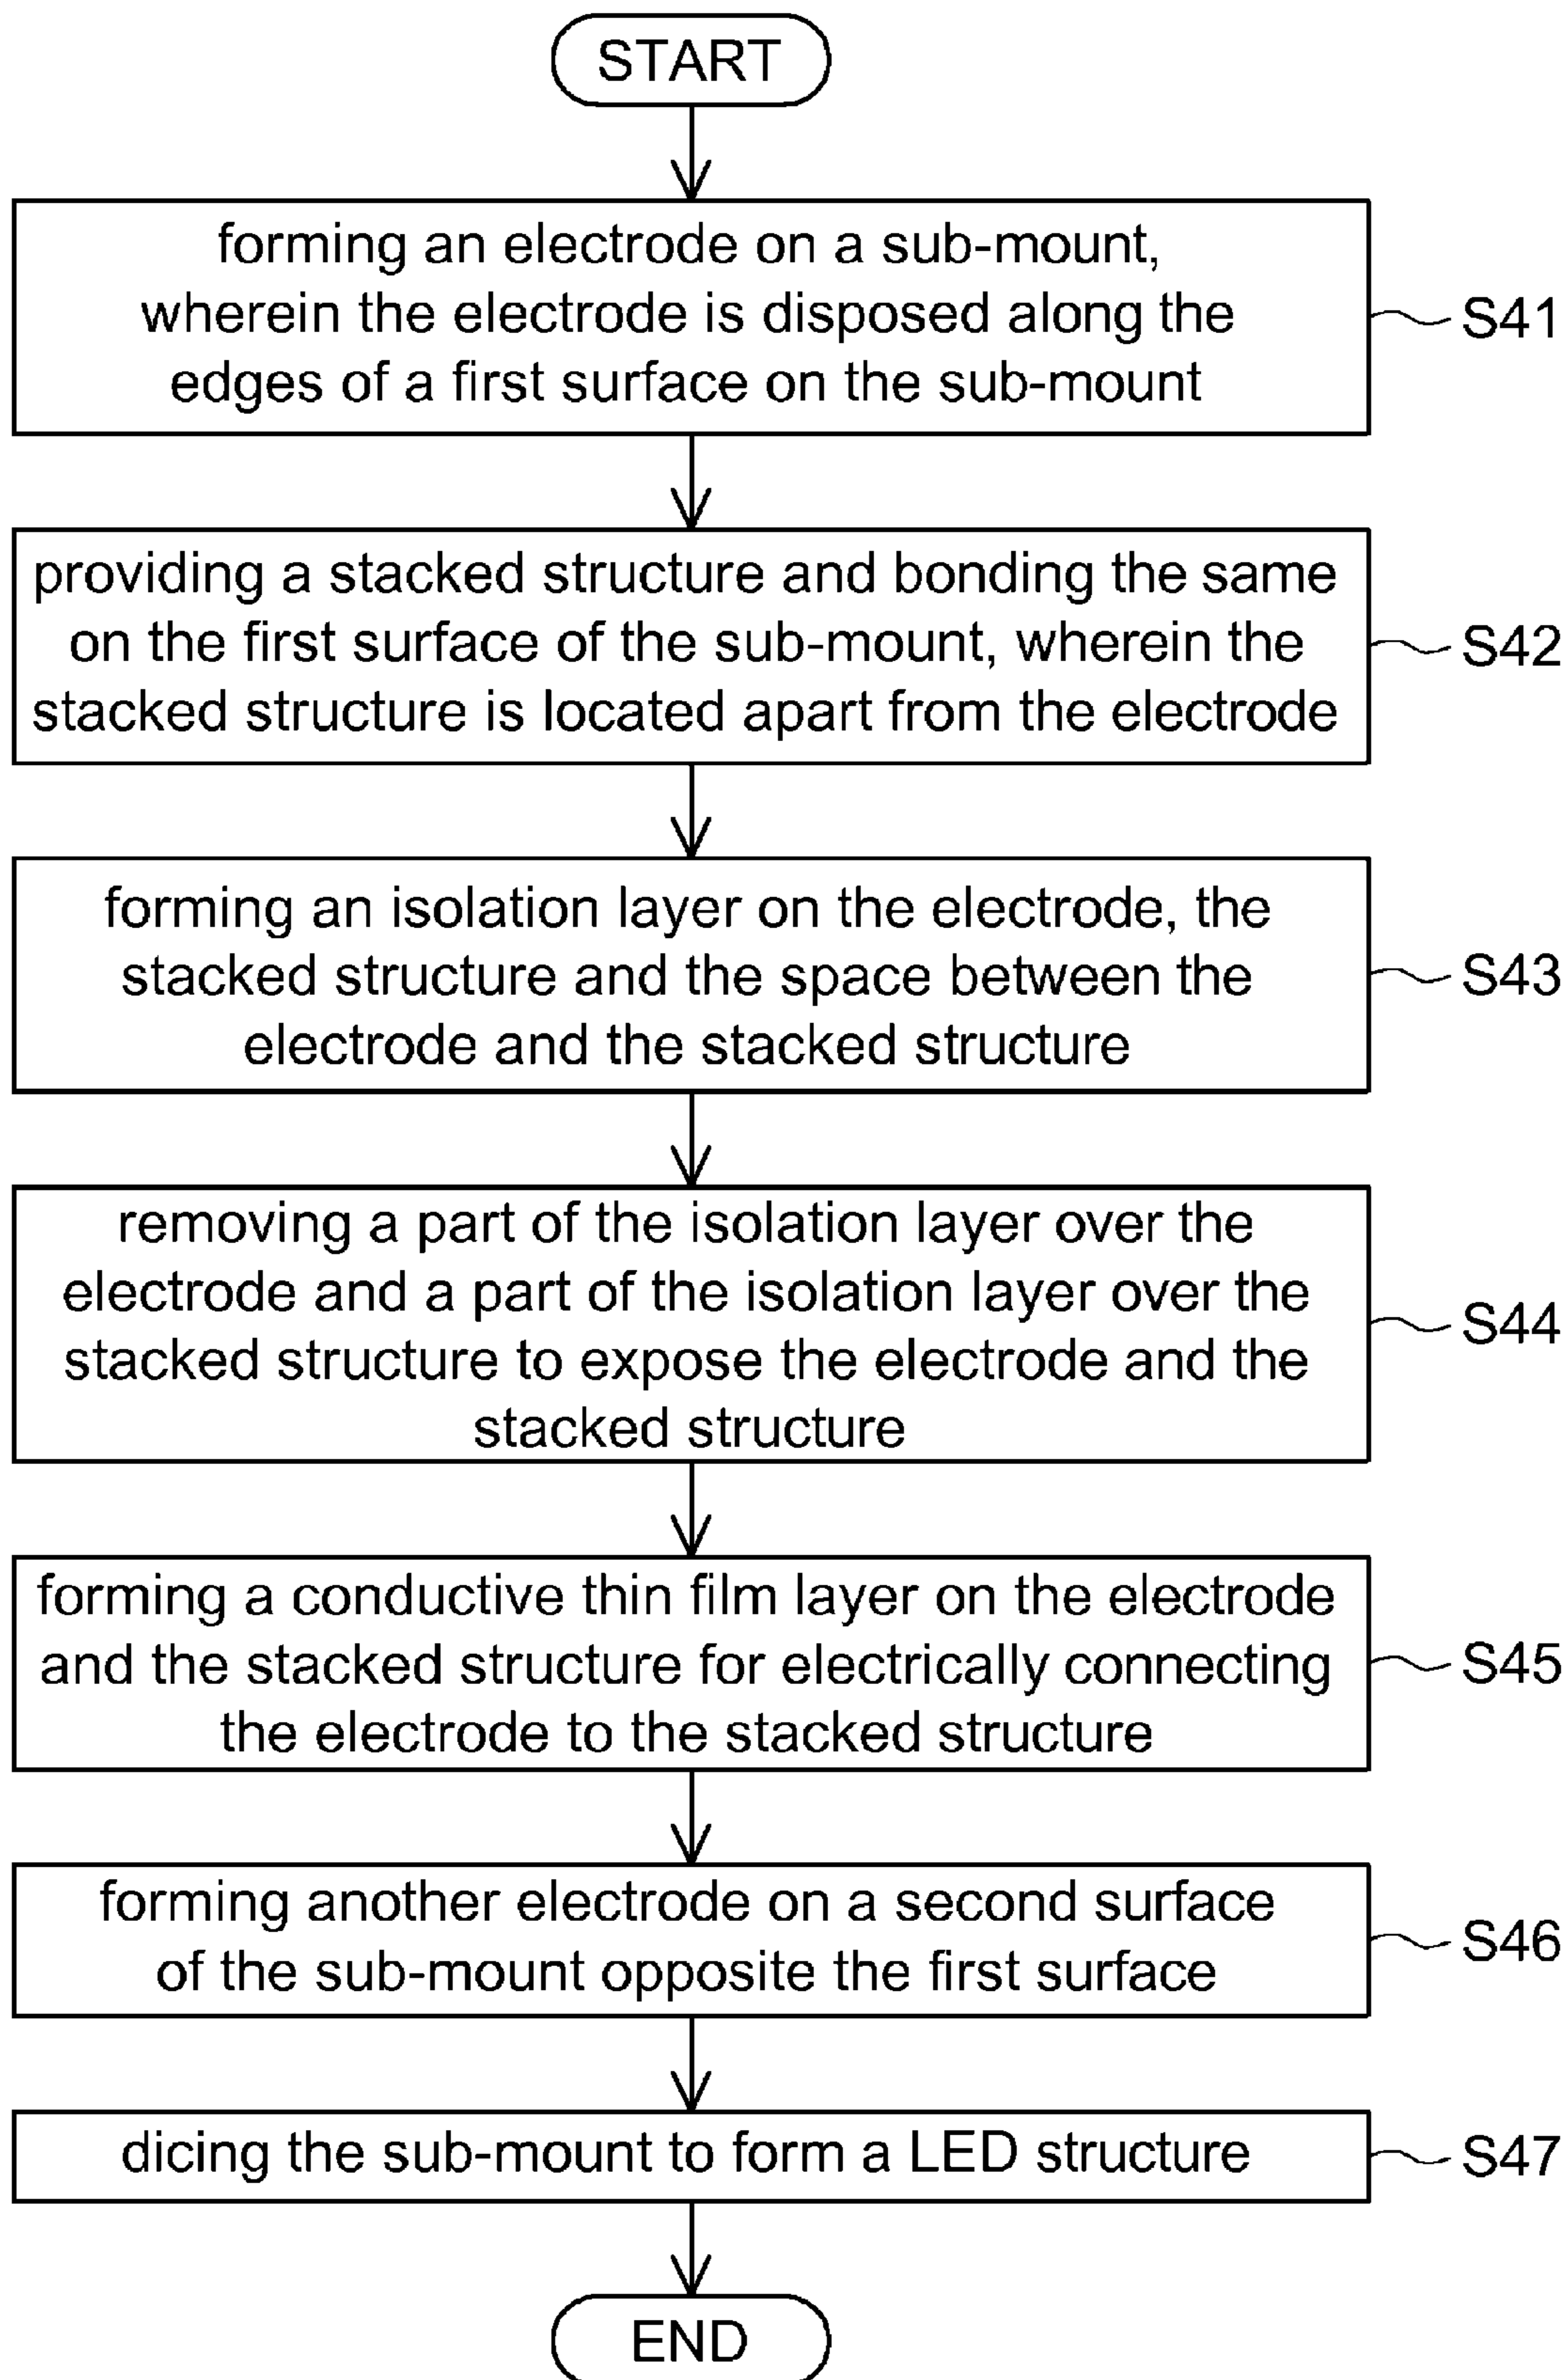 START
forming an electrode on a sub-mount,
wherein the electrode is disposed along the
edges of a first surface on the sub-mount
S41
providing a stacked structure and bonding the same
on the first surface of the sub-mount, wherein the
stacked structure is located apart from the electrode
S42
forming an isolation layer on the electrode, the
stacked structure and the space between the
electrode and the stacked structure
S43
removing a part of the isolation layer over the
electrode and a part of the isolation layer over the
stacked structure to expose the electrode and the
stacked structure
S44
forming a conductive thin film layer on the electrode
and the stacked structure for electrically connecting
the electrode to the stacked structure
S45
forming another electrode on a second surface
of the sub-mount opposite the first surface
S46
dicing the sub-mount to form a LED structure
S47
END